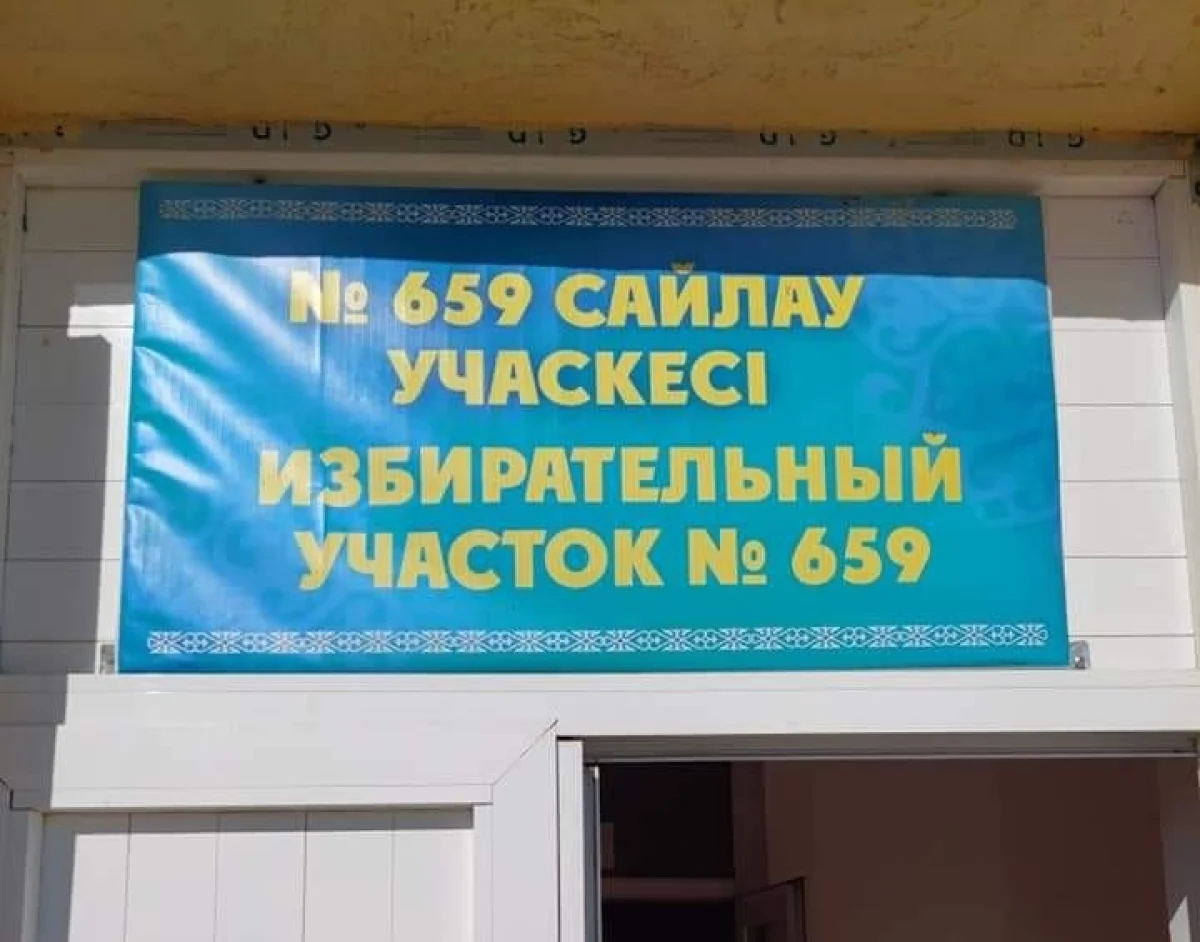 № 659 САЙЛАУ
УЧАСКЕСІ
ИЗБИРАТЕЛЬНЫЙ
УЧАСТОК № 659